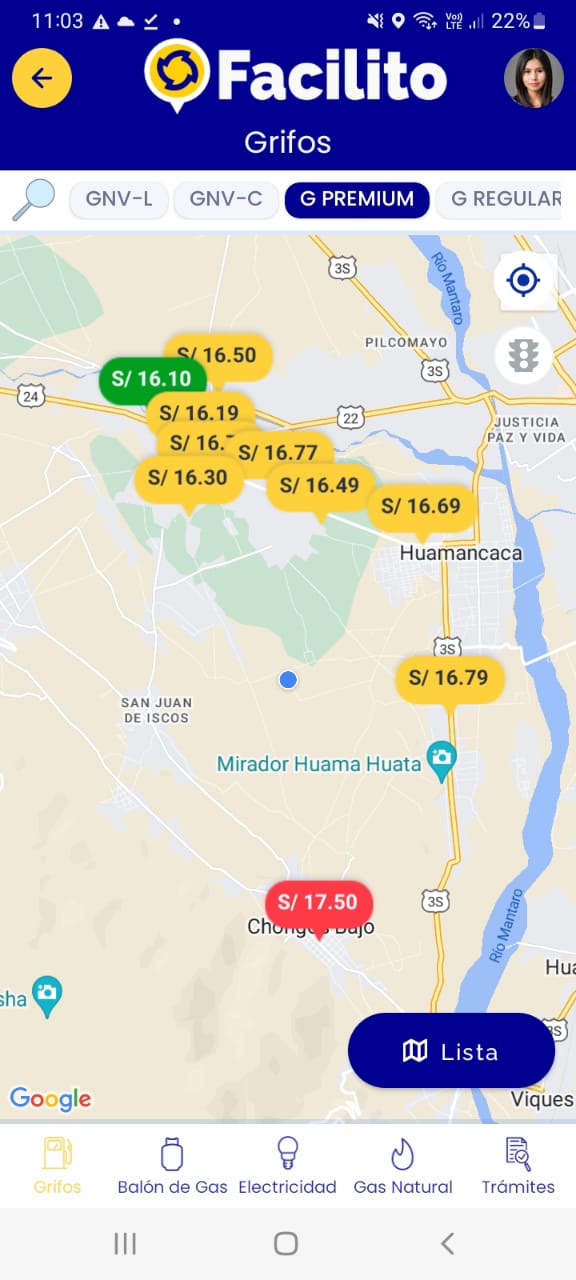 11:03
Vo))
LTE
22%
Facilito
Grifos
GNV-L
GNV-C
G PREMIUM
G REGULAR
3S
Río Mantaro
PILCOMAYO
S/ 16.50
3S
S/ 16.10
24
S/ 16.19
22
JUSTICIA
PAZ Y VIDA
S/ 16.
S/ 16.77
S/ 16.30
S/ 16.49
S/ 16.69
Huamancaca
3S
S/ 16.79
SAN JUAN
DE ISCOS
Mirador Huama Huata
S/ 17.50
3S
Chongos Bajo
Río Mantaro
Hua
sha
3S
Lista
Google
Viques
Grifos
Balón de Gas
Electricidad
Gas Natural
Trámites